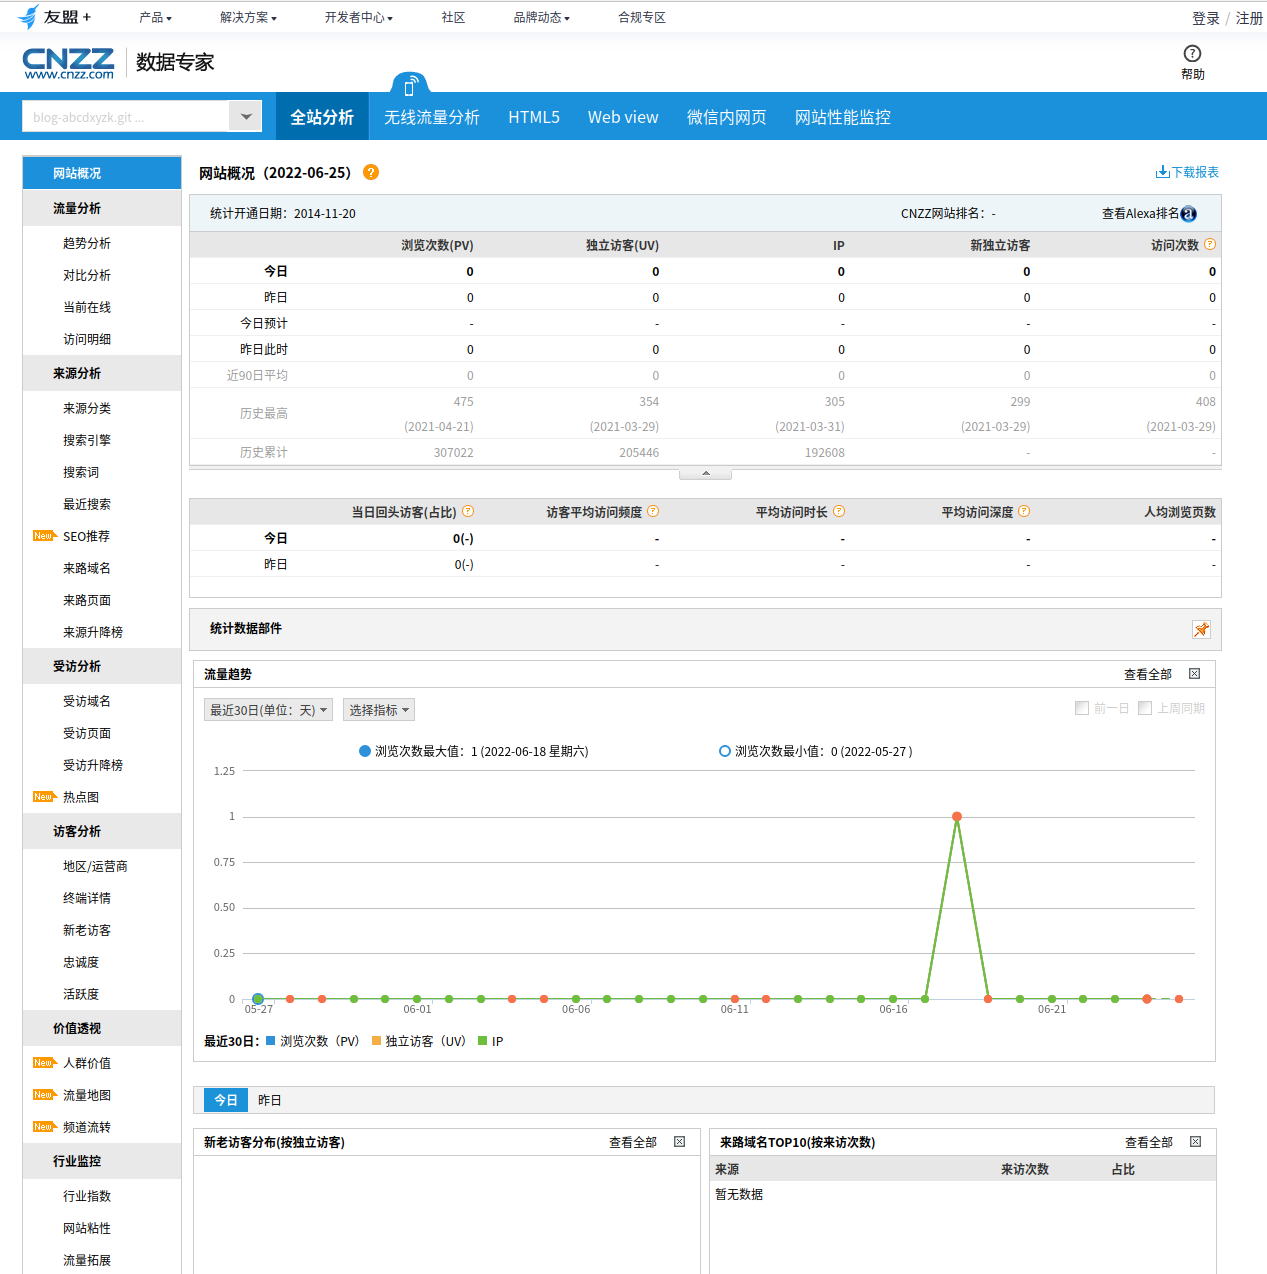 友盟+ 产品 解决方案 开发者中心 社区 品牌动态 合规专区 登录 / 注册
CNZZ 数据专家
www.cnzz.com
帮助
blog-abcdxyzk.git ... 全站分析 无线流量分析 HTML5 Web view 微信内网页 网站性能监控
网站概况
流量分析
趋势分析
对比分析
当前在线
访问明细
来源分析
来源分类
搜索引擎
搜索词
最近搜索
New SEO推荐
来路域名
来路页面
来源升降榜
受访分析
受访域名
受访页面
受访升降榜
New 热点图
访客分析
地区/运营商
终端详情
新老访客
忠诚度
活跃度
价值透视
New 人群价值
New 流量地图
New 频道流转
行业监控
行业指数
网站粘性
流量拓展
网站概况（2022-06-25） ? 下载报表
统计开通日期：2014-11-20 CNZZ网站排名：- 查看Alexa排名
浏览次数(PV) 独立访客(UV) IP 新独立访客 访问次数 ?
今日 0 0 0 0 0
昨日 0 0 0 0 0
今日预计 - - - - -
昨日此时 0 0 0 0 0
近90日平均 0 0 0 0 0
历史最高 475 354 305 299 408
(2021-04-21) (2021-03-29) (2021-03-31) (2021-03-29) (2021-03-29)
历史累计 307022 205446 192608 - -
当日回头访客(占比) ? 访客平均访问频度 ? 平均访问时长 ? 平均访问深度 ? 人均浏览页数
今日 0(-) - - - -
昨日 0(-) - - - -
统计数据部件
流量趋势 查看全部
最近30日(单位：天) 选择指标 前一日 上周同期
浏览次数最大值：1 (2022-06-18 星期六) 浏览次数最小值：0 (2022-05-27 )
1.25
1
0.75
0.50
0.25
0
05-27 06-01 06-06 06-11 06-16 06-21
最近30日： 浏览次数（PV） 独立访客（UV） IP
今日 昨日
新老访客分布(按独立访客) 查看全部
来路域名TOP10(按来访次数) 查看全部
来源 来访次数 占比
暂无数据